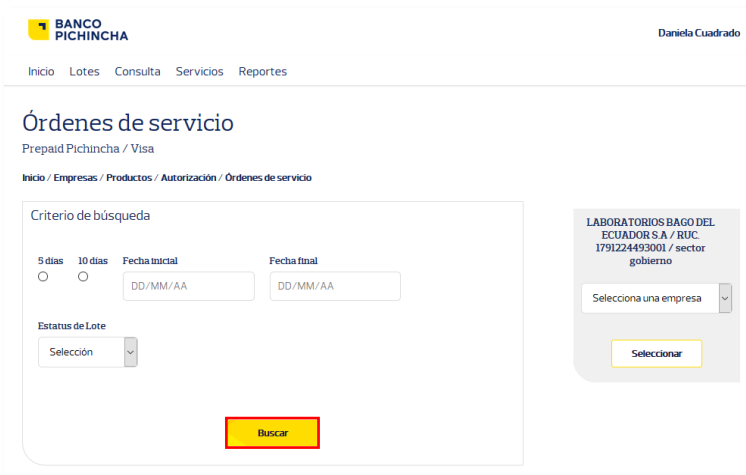 BANCO
PICHINCHA
Daniela Cuadrado
Inicio Lotes Consulta Servicios Reportes
Órdenes de servicio
Prepaid Pichincha / Visa
Inicio / Empresas / Productos / Autorización / Órdenes de servicio
Criterio de búsqueda
5 días 10 días Fecha inicial Fecha final
DD/MM/AA DD/MM/AA
Estatus de Lote
Selección
Buscar
LABORATORIOS BAGO DEL
ECUADOR S.A / RUC.
1791224493001 / sector
gobierno
Selecciona una empresa
Seleccionar